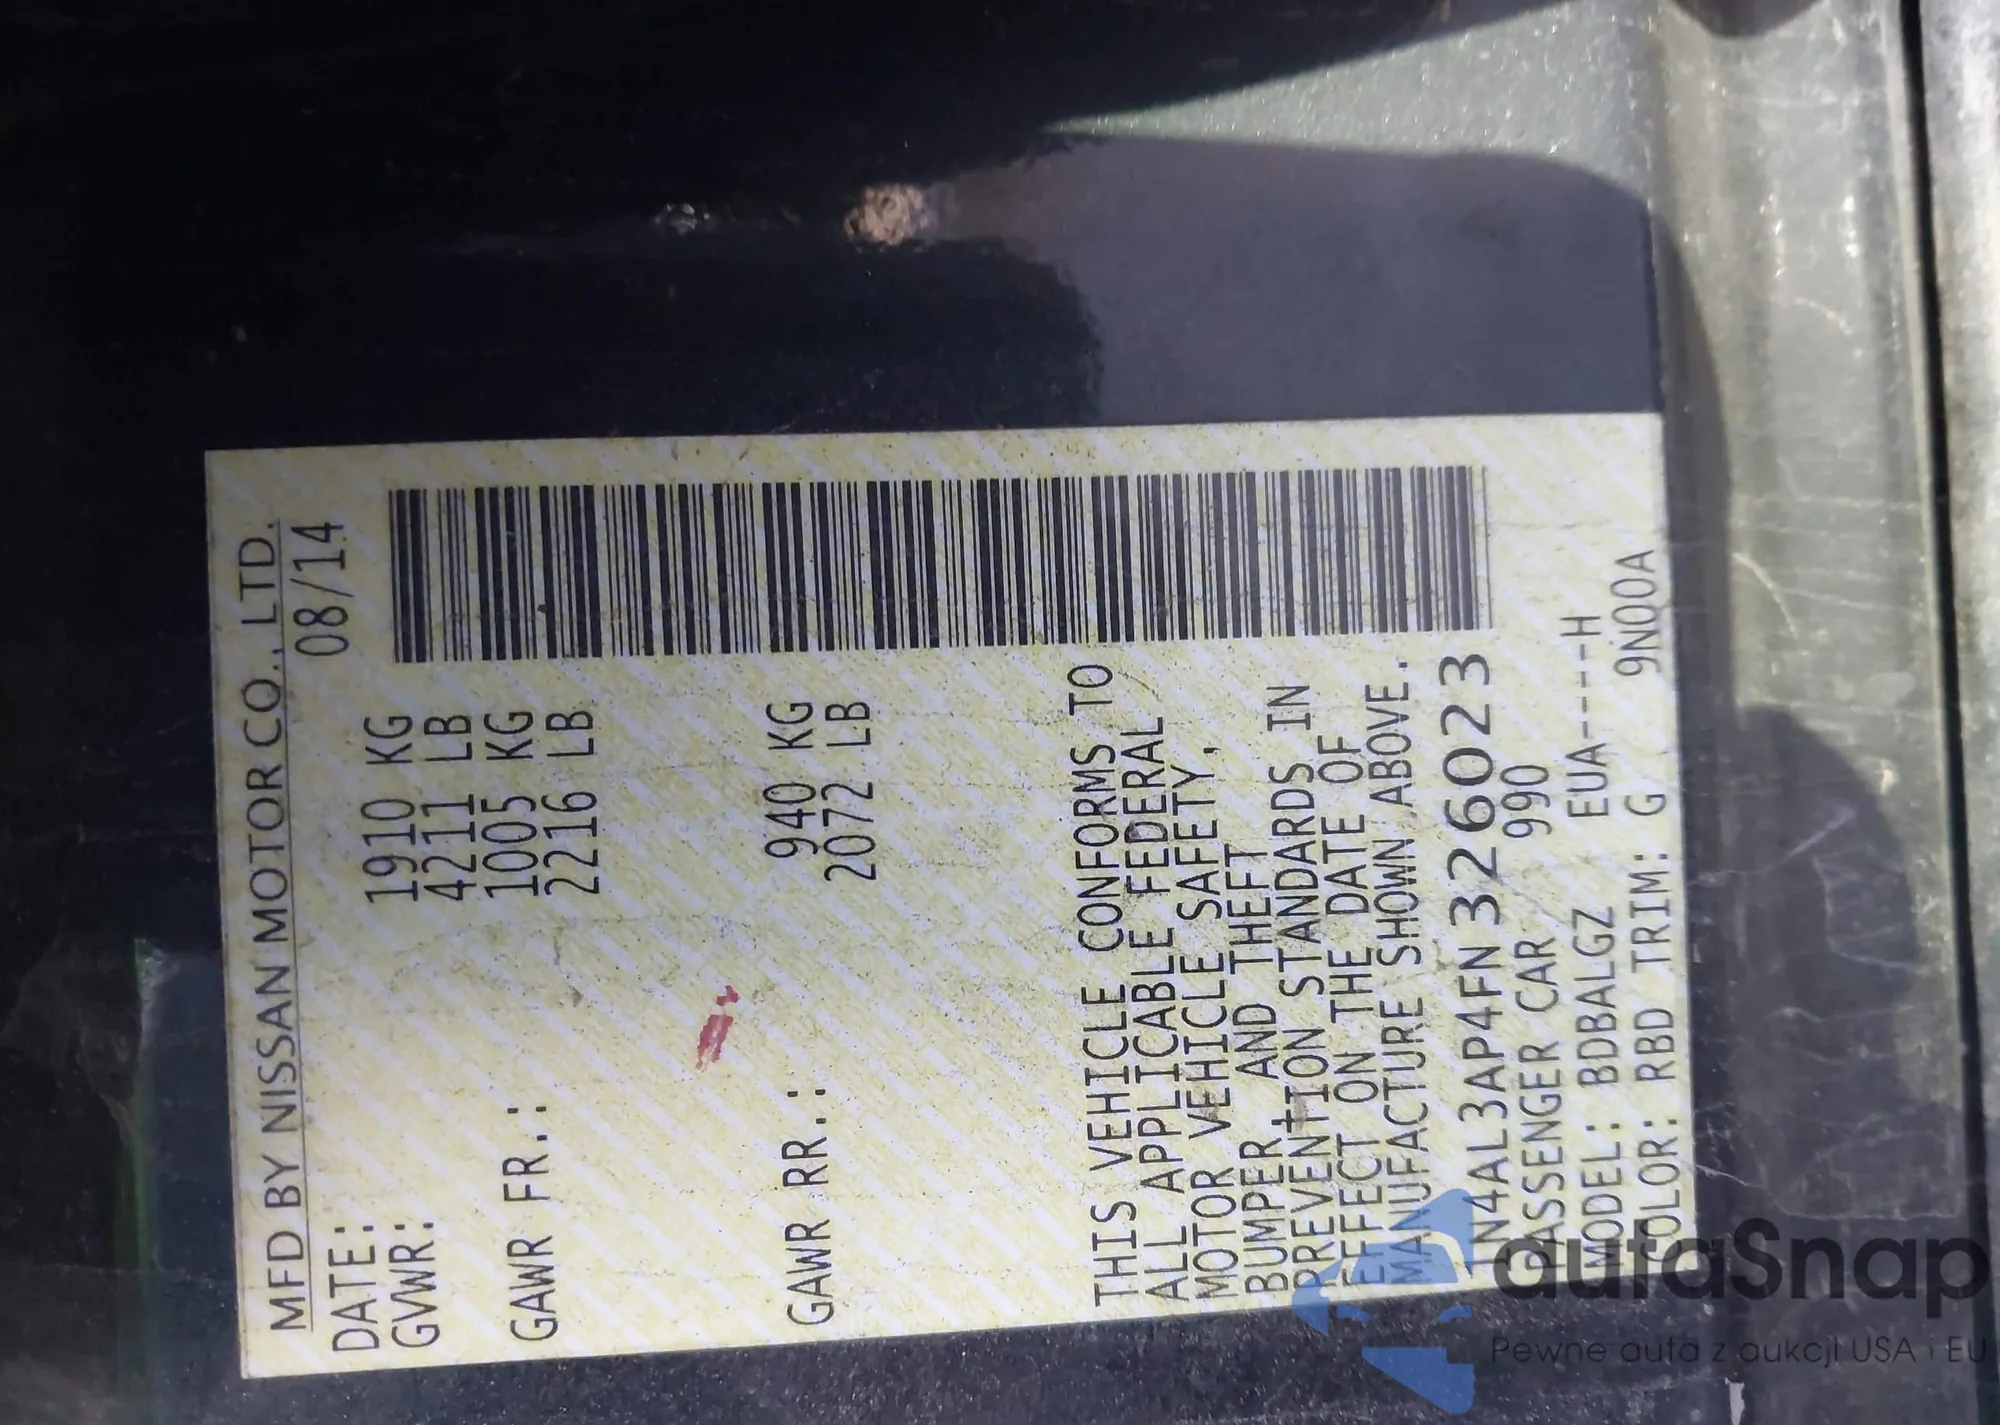 MFD BY NISSAN MOTOR CO., LTD.
DATE: 08/14
GVWR: 1910 KG
4211 LB
GAWR FR.: 1005 KG
2216 LB
GAWR RR.: 940 KG
2072 LB
THIS VEHICLE CONFORMS TO
ALL APPLICABLE FEDERAL
MOTOR VEHICLE SAFETY,
BUMPER, AND THEFT
PREVENTION STANDARDS IN
EFFECT ON THE DATE OF
MANUFACTURE SHOWN ABOVE.
1N4AL3AP4FN326023
PASSENGER CAR 990
MODEL: BDBALGZ EUA----H
COLOR: RBD TRIM: G 9N00A
autaSnap
Pewne auta z aukcji USA i EU